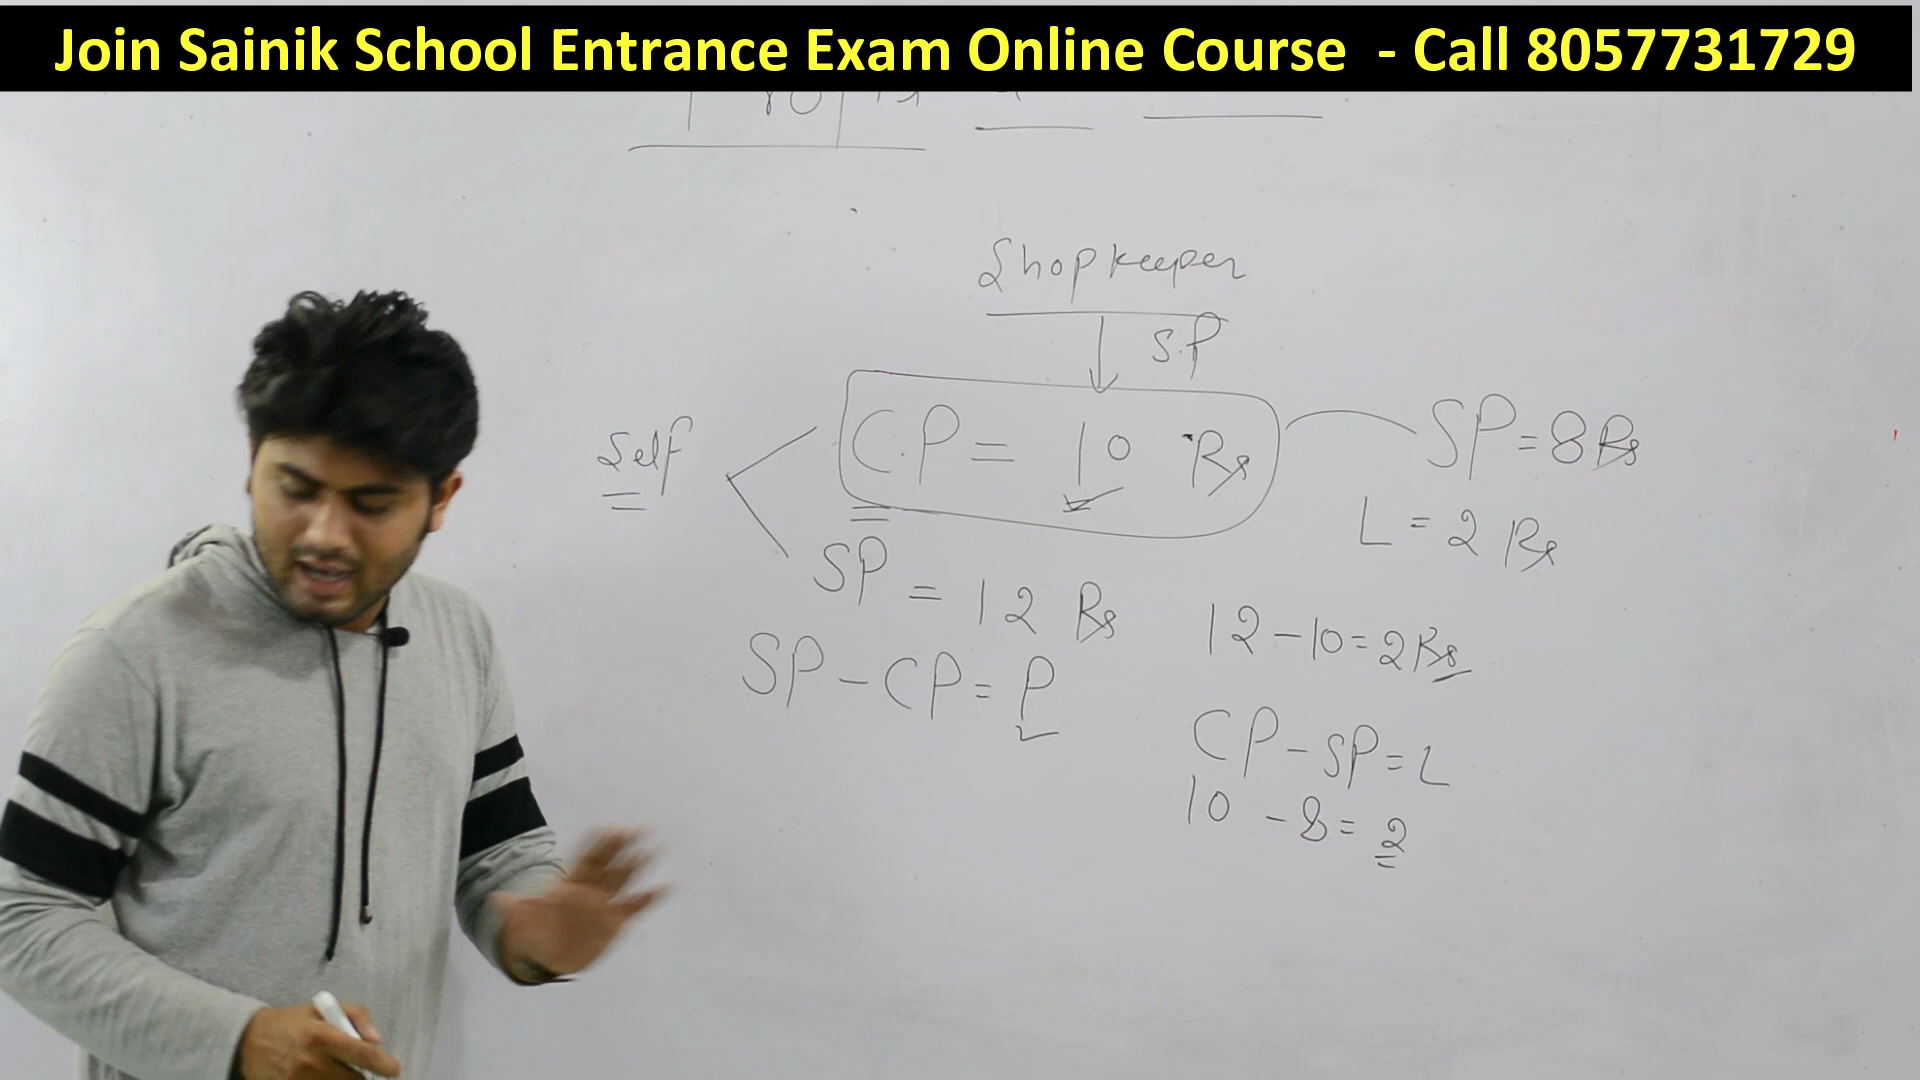 Join Sainik School Entrance Exam Online Course - Call 8057731729
Shopkeeper
S.P
Self
C.P = 10 Rs
SP = 8 Rs
L = 2 Rs
SP = 12 Rs
12 - 10 = 2 Rs
SP - CP = P
CP - SP = L
10 - 8 = 2